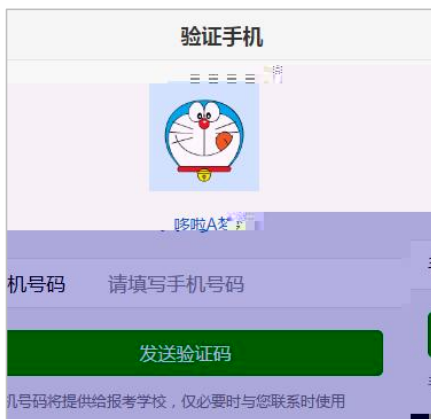 验证手机
哆啦A梦
机号码 请填写手机号码
发送验证码
机号码将提供给报考学校，仅必要时与您联系时使用